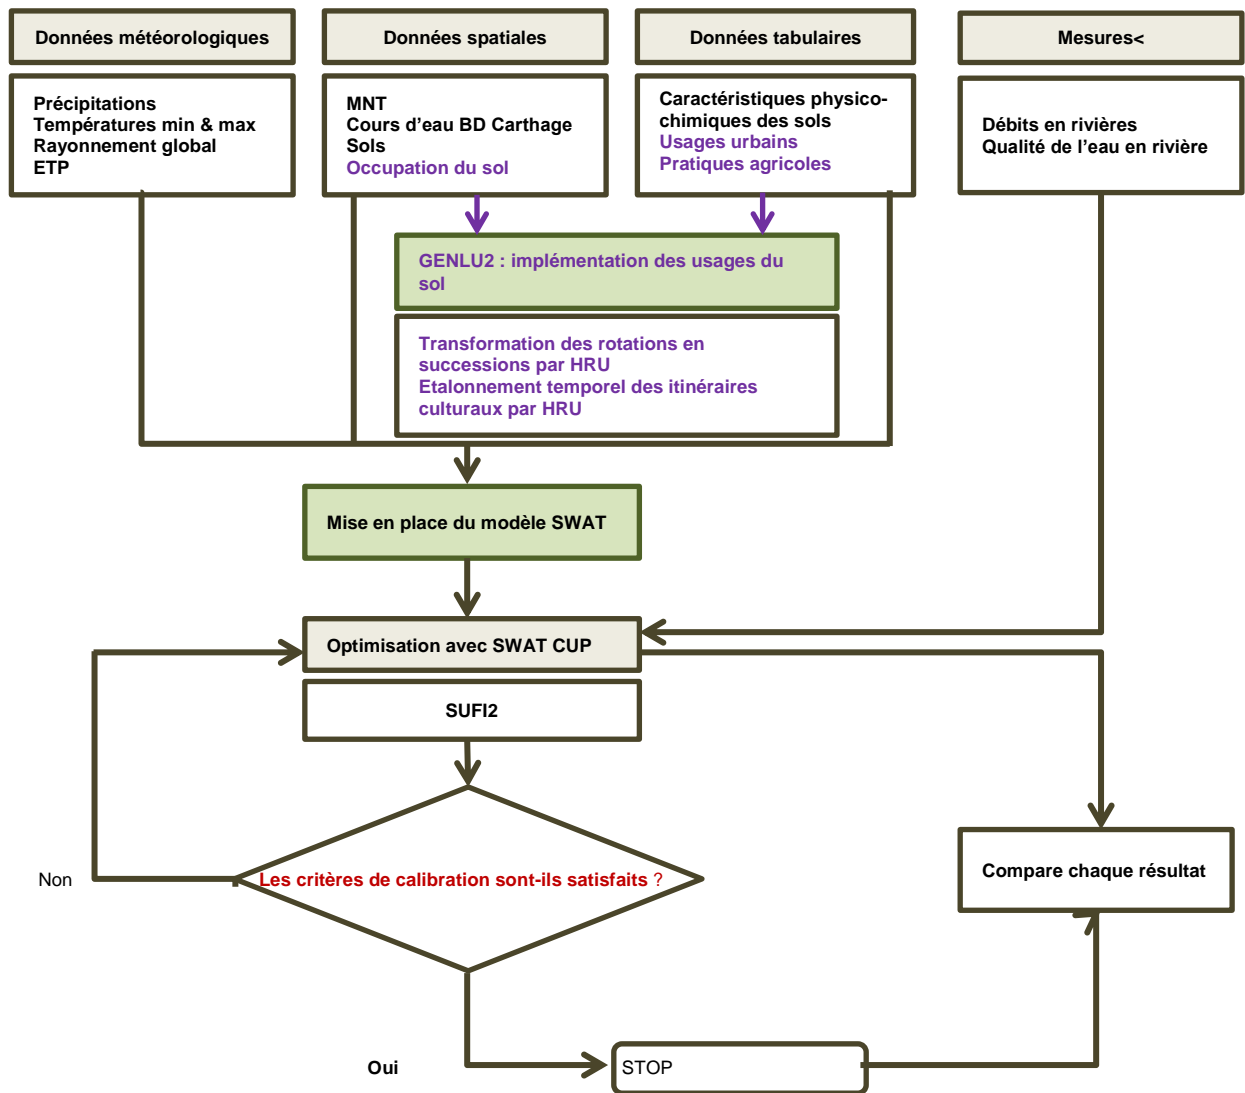 Données météorologiques
Données spatiales
Données tabulaires
Mesures<
Précipitations
Températures min & max
Rayonnement global
ETP
MNT
Cours d'eau BD Carthage
Sols
Occupation du sol
Caractéristiques physico-
chimiques des sols
Usages urbains
Pratiques agricoles
Débits en rivières
Qualité de l'eau en rivière
GENLU2 : implémentation des usages du
sol
Transformation des rotations en
successions par HRU
Etalonnement temporel des itinéraires
culturaux par HRU
Mise en place du modèle SWAT
Optimisation avec SWAT CUP
SUFI2
Non
Les critères de calibration sont-ils satisfaits ?
Compare chaque résultat
Oui
STOP